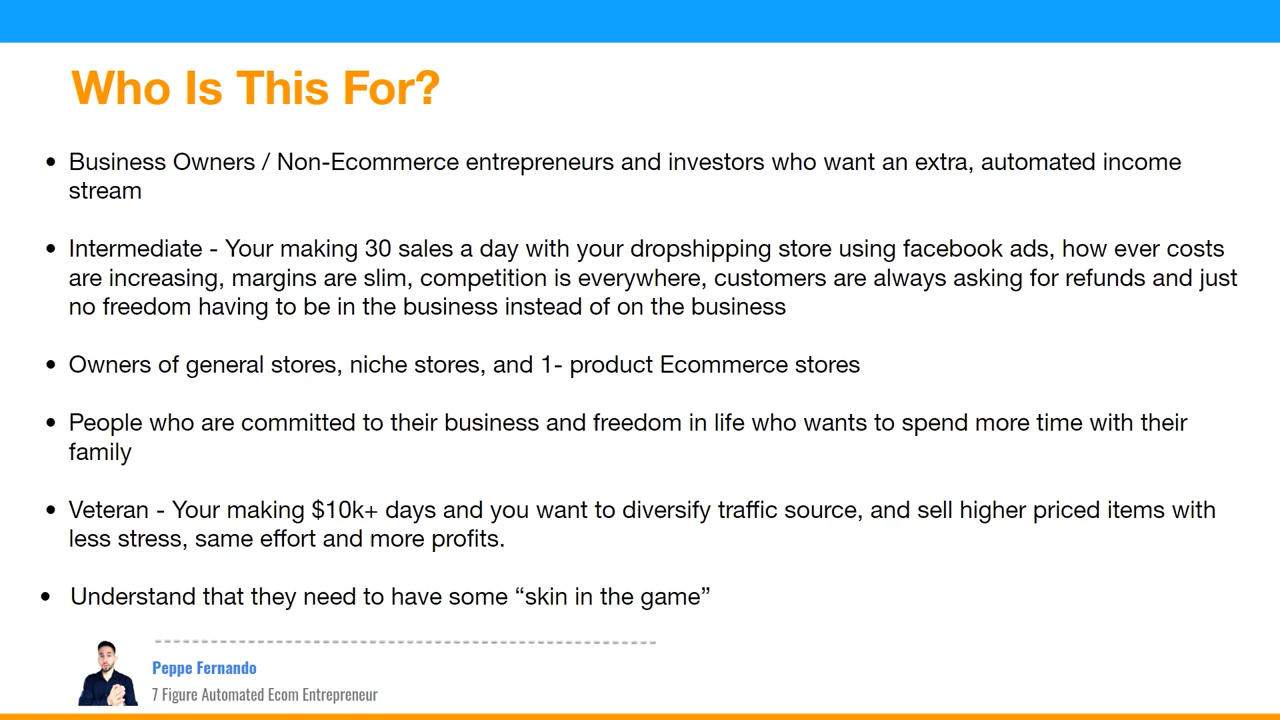 Who Is This For?
• Business Owners / Non-Ecommerce entrepreneurs and investors who want an extra, automated income
stream
• Intermediate - Your making 30 sales a day with your dropshipping store using facebook ads, how ever costs
are increasing, margins are slim, competition is everywhere, customers are always asking for refunds and just
no freedom having to be in the business instead of on the business
• Owners of general stores, niche stores, and 1- product Ecommerce stores
• People who are committed to their business and freedom in life who wants to spend more time with their
family
• Veteran - Your making $10k+ days and you want to diversify traffic source, and sell higher priced items with
less stress, same effort and more profits.
• Understand that they need to have some “skin in the game”
Peppe Fernando
7 Figure Automated Ecom Entrepreneur